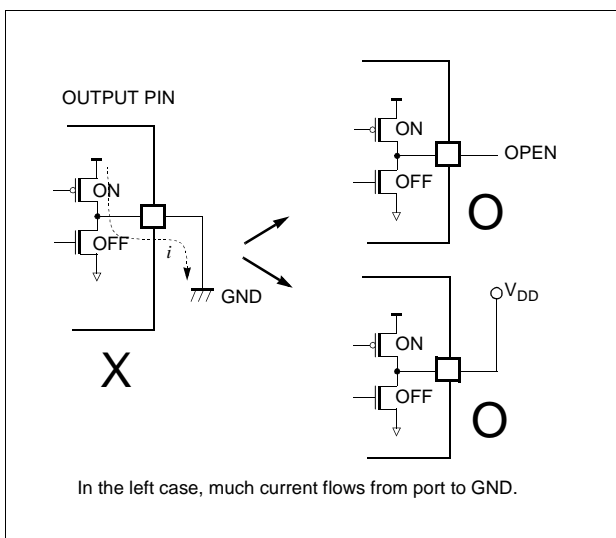 OUTPUT PIN
ON
OFF
i
GND
X
ON
OFF
OPEN
O
ON
OFF
VDD
O
In the left case, much current flows from port to GND.